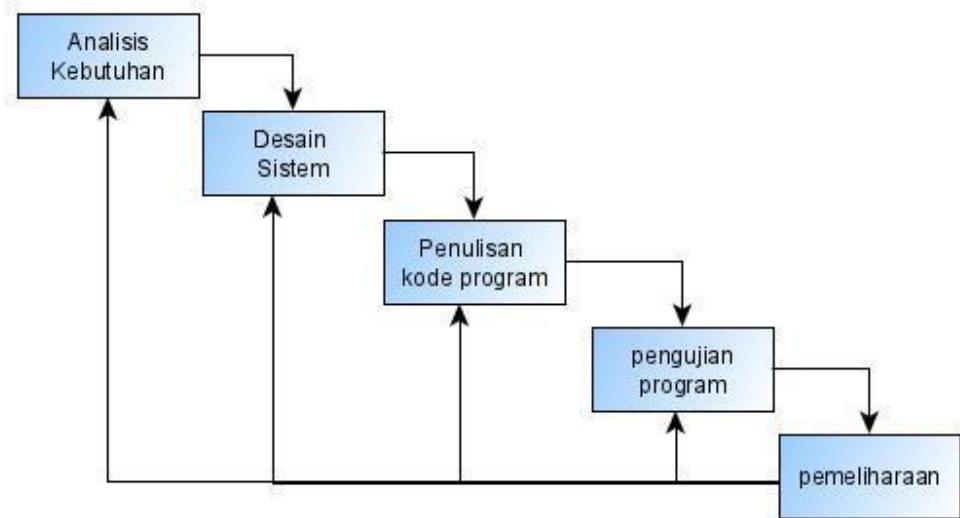 Analisis
Kebutuhan
Desain
Sistem
Penulisan
kode program
pengujian
program
pemeliharaan